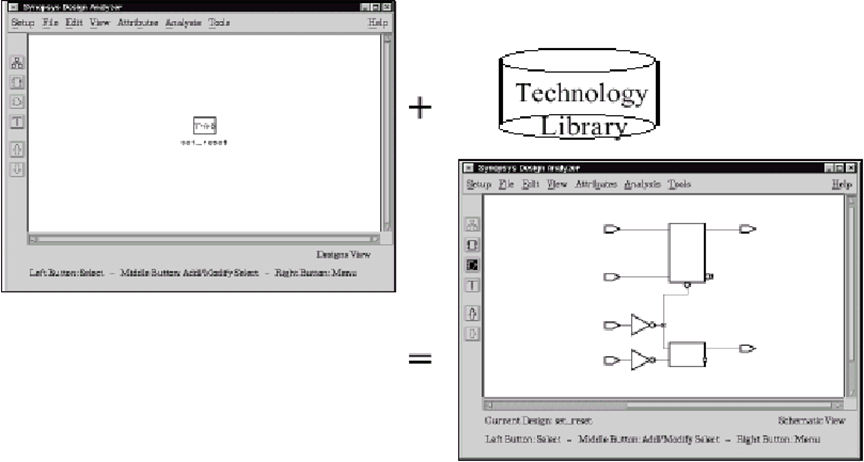 Synopsys Design Analyzer
Setup File Edit View Attributes Analysis Tools Help
set_reset
Designs View
Left Button: Select - Middle Button: Add/Modify Select - Right Button: Menu
+
Technology
Library
Synopsys Design Analyzer
Setup File Edit View Attributes Analysis Tools Help
=
Current Design: set_reset Schematic View
Left Button: Select - Middle Button: Add/Modify Select - Right Button: Menu